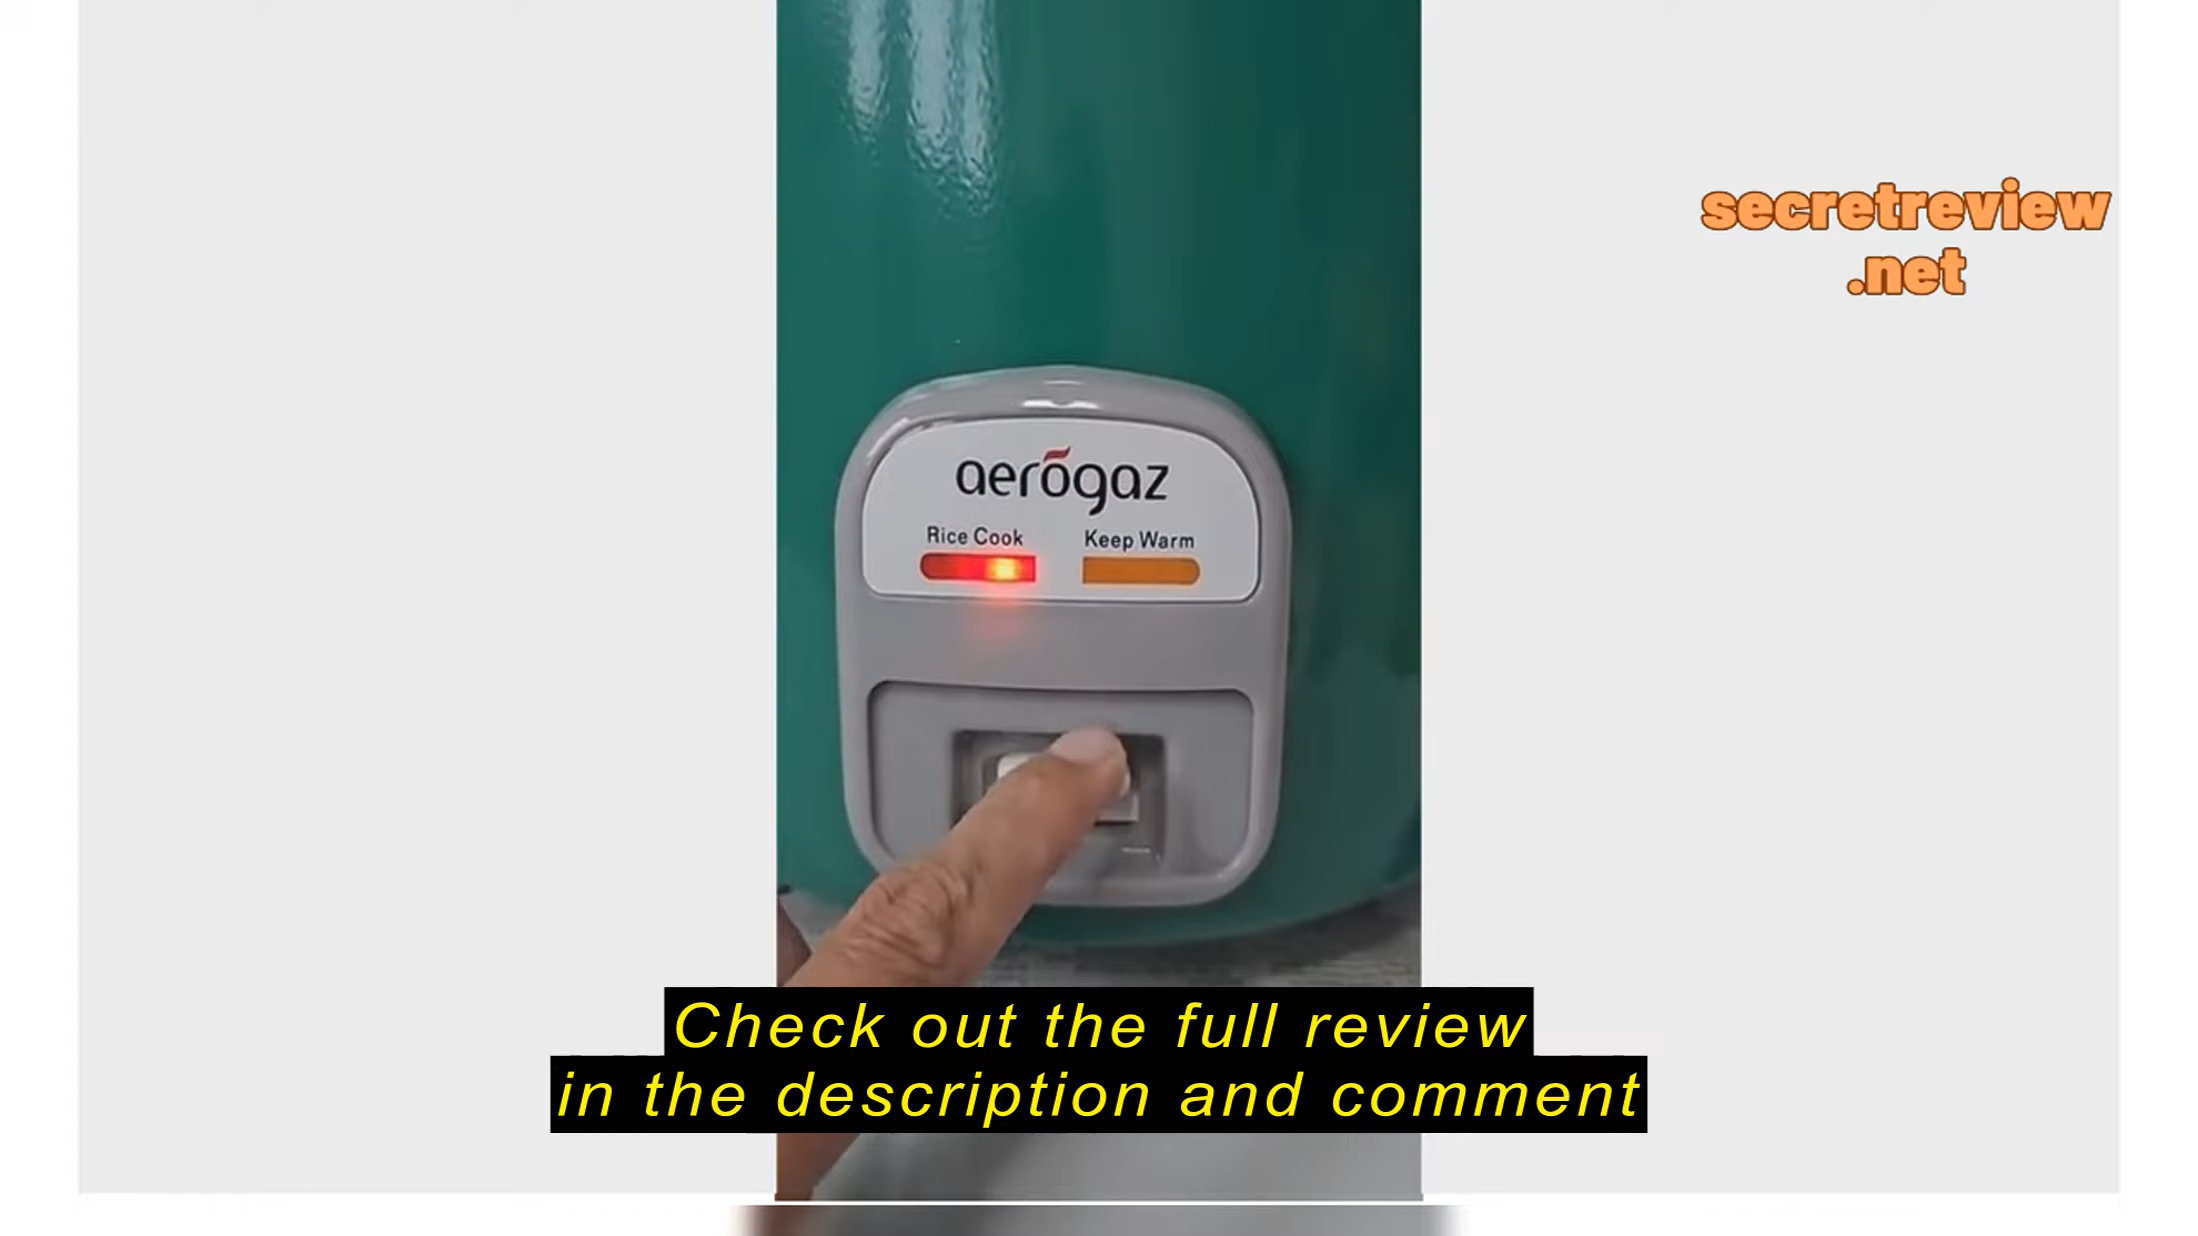 secretreview
.net
aerogaz
Rice Cook
Keep Warm
Check out the full review
in the description and comment